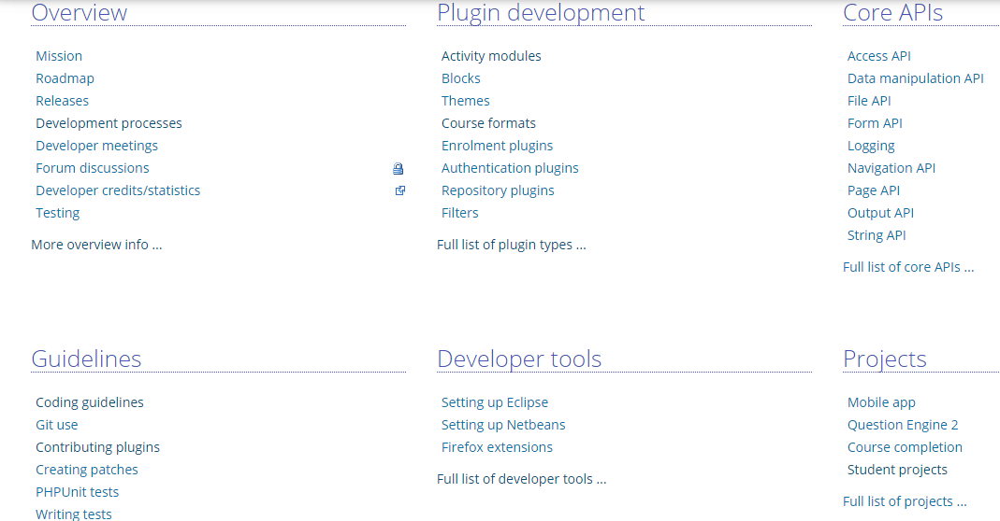 Overview
Mission
Roadmap
Releases
Development processes
Developer meetings
Forum discussions
Developer credits/statistics
Testing
More overview info ...
Plugin development
Activity modules
Blocks
Themes
Course formats
Enrolment plugins
Authentication plugins
Repository plugins
Filters
Full list of plugin types ...
Core APIs
Access API
Data manipulation API
File API
Form API
Logging
Navigation API
Page API
Output API
String API
Full list of core APIs ...
Guidelines
Coding guidelines
Git use
Contributing plugins
Creating patches
PHPUnit tests
Writing tests
Developer tools
Setting up Eclipse
Setting up Netbeans
Firefox extensions
Full list of developer tools ...
Projects
Mobile app
Question Engine 2
Course completion
Student projects
Full list of projects ...